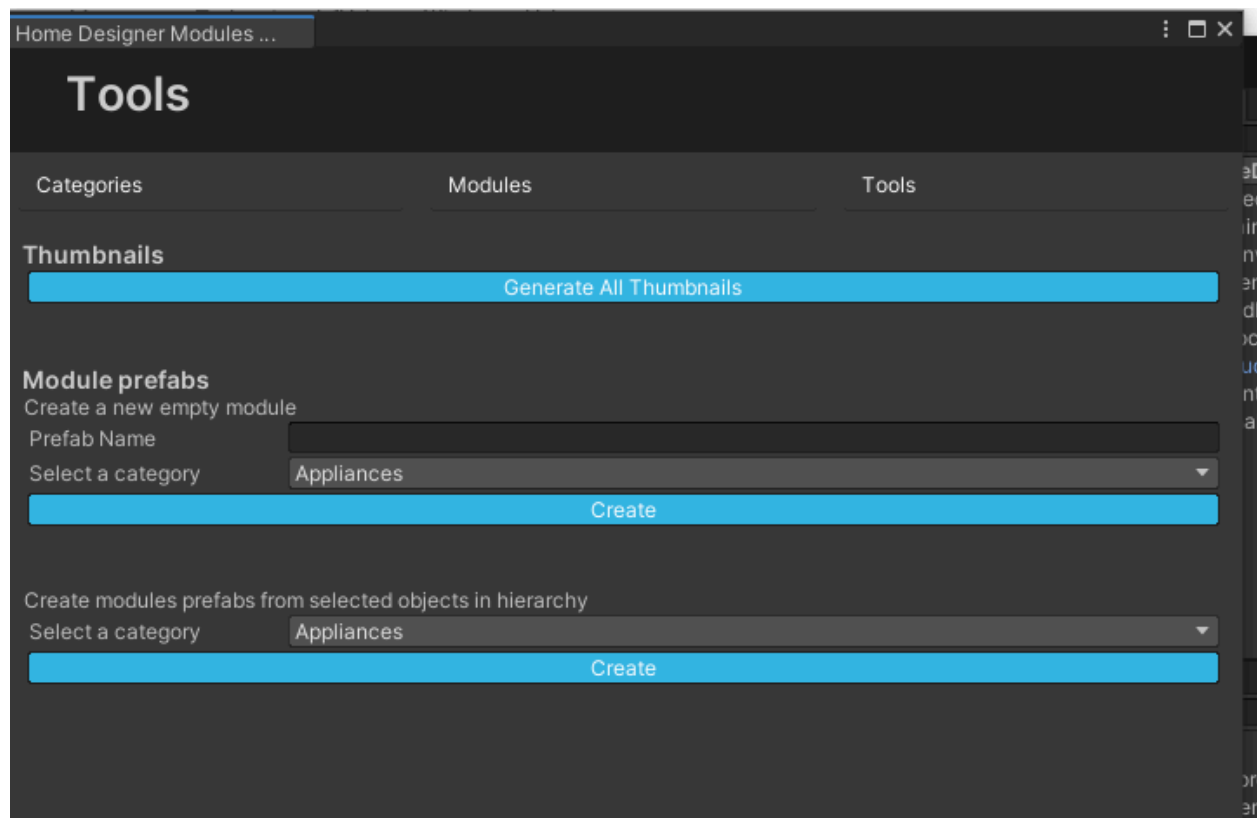 Home Designer Modules ...
Tools
Categories Modules Tools
Thumbnails
Generate All Thumbnails
Module prefabs
Create a new empty module
Prefab Name
Select a category Appliances
Create
Create modules prefabs from selected objects in hierarchy
Select a category Appliances
Create